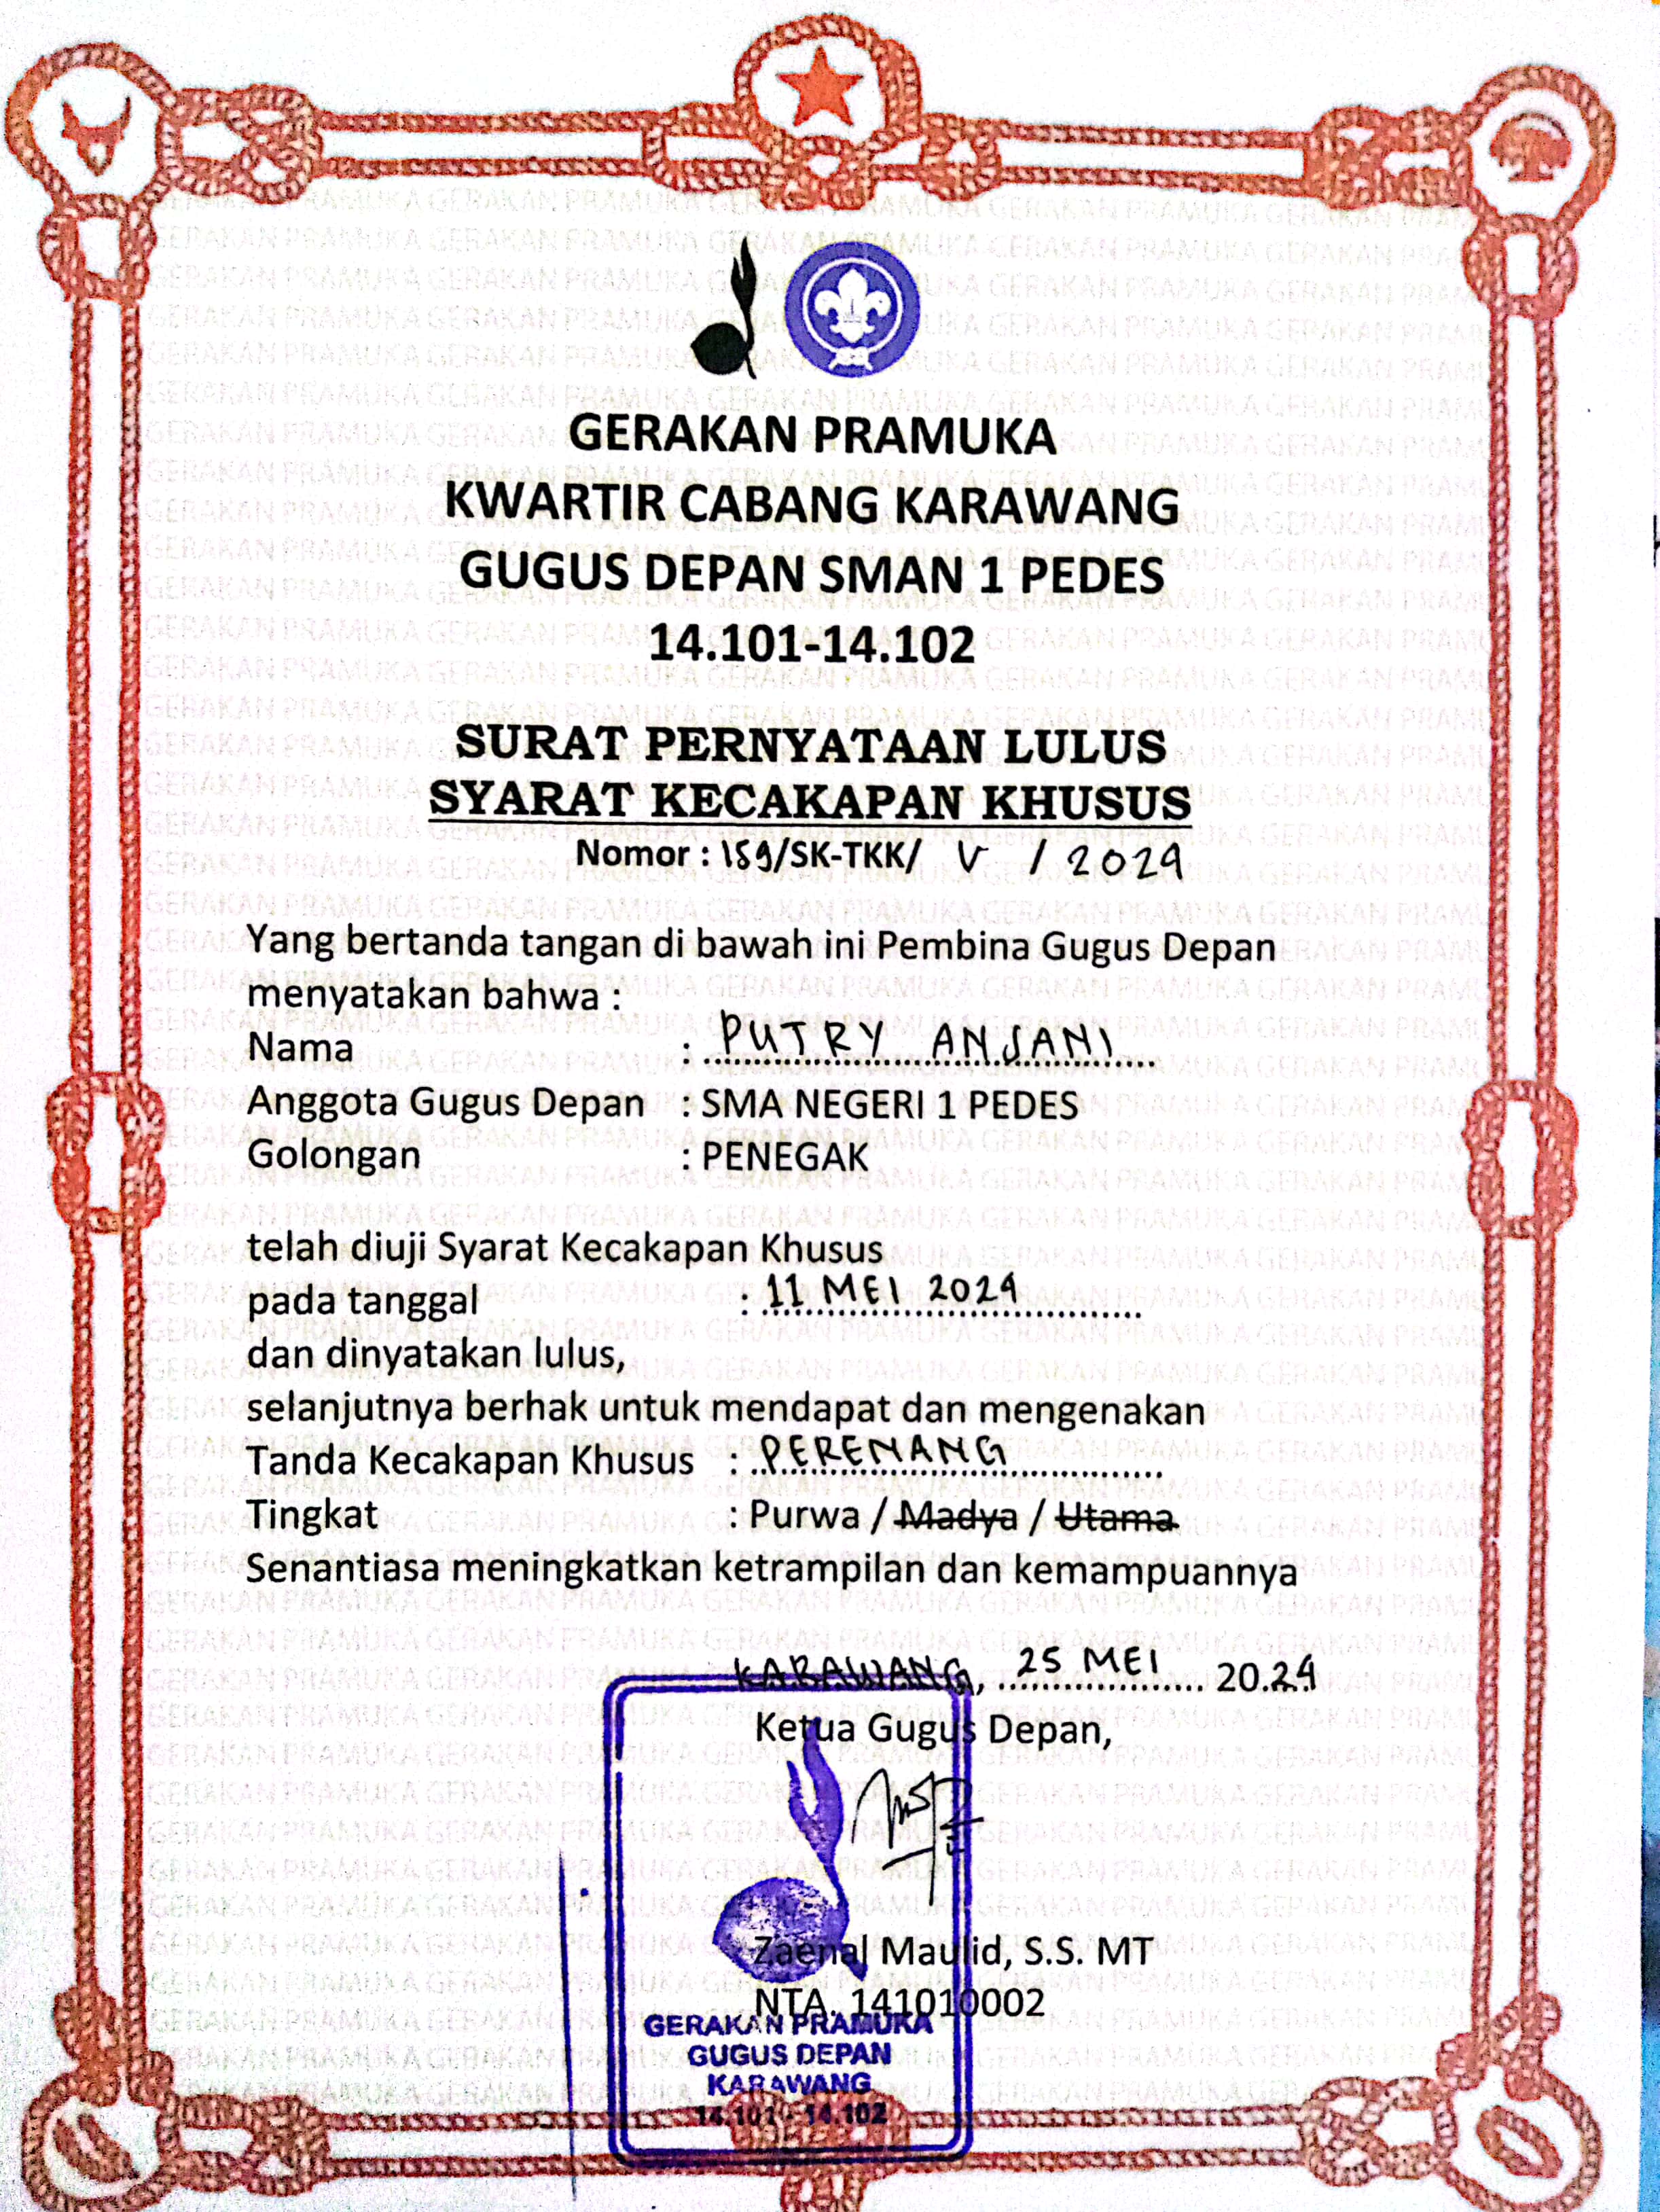 GERAKAN PRAMUKA
KWARTIR CABANG KARAWANG
GUGUS DEPAN SMAN 1 PEDES
14.101-14.102
SURAT PERNYATAAN LULUS
SYARAT KECAKAPAN KHUSUS
Nomor : 159/SK-TKK/ V / 2024
Yang bertanda tangan di bawah ini Pembina Gugus Depan
menyatakan bahwa :
Nama : PUTRY ANJANI
Anggota Gugus Depan : SMA NEGERI 1 PEDES
Golongan : PENEGAK
telah diuji Syarat Kecakapan Khusus
pada tanggal : 11 MEI 2024
dan dinyatakan lulus,
selanjutnya berhak untuk mendapat dan mengenakan
Tanda Kecakapan Khusus : PERENANG
Tingkat : Purwa / Madya / Utama
Senantiasa meningkatkan ketrampilan dan kemampuannya
KARAWANG, 25 MEI 2024
Ketua Gugus Depan,
Zaenal Maulid, S.S. MT
NTA. 141010002
GERAKAN PRAMUKA
GUGUS DEPAN
KARAWANG
14.101 - 14.102